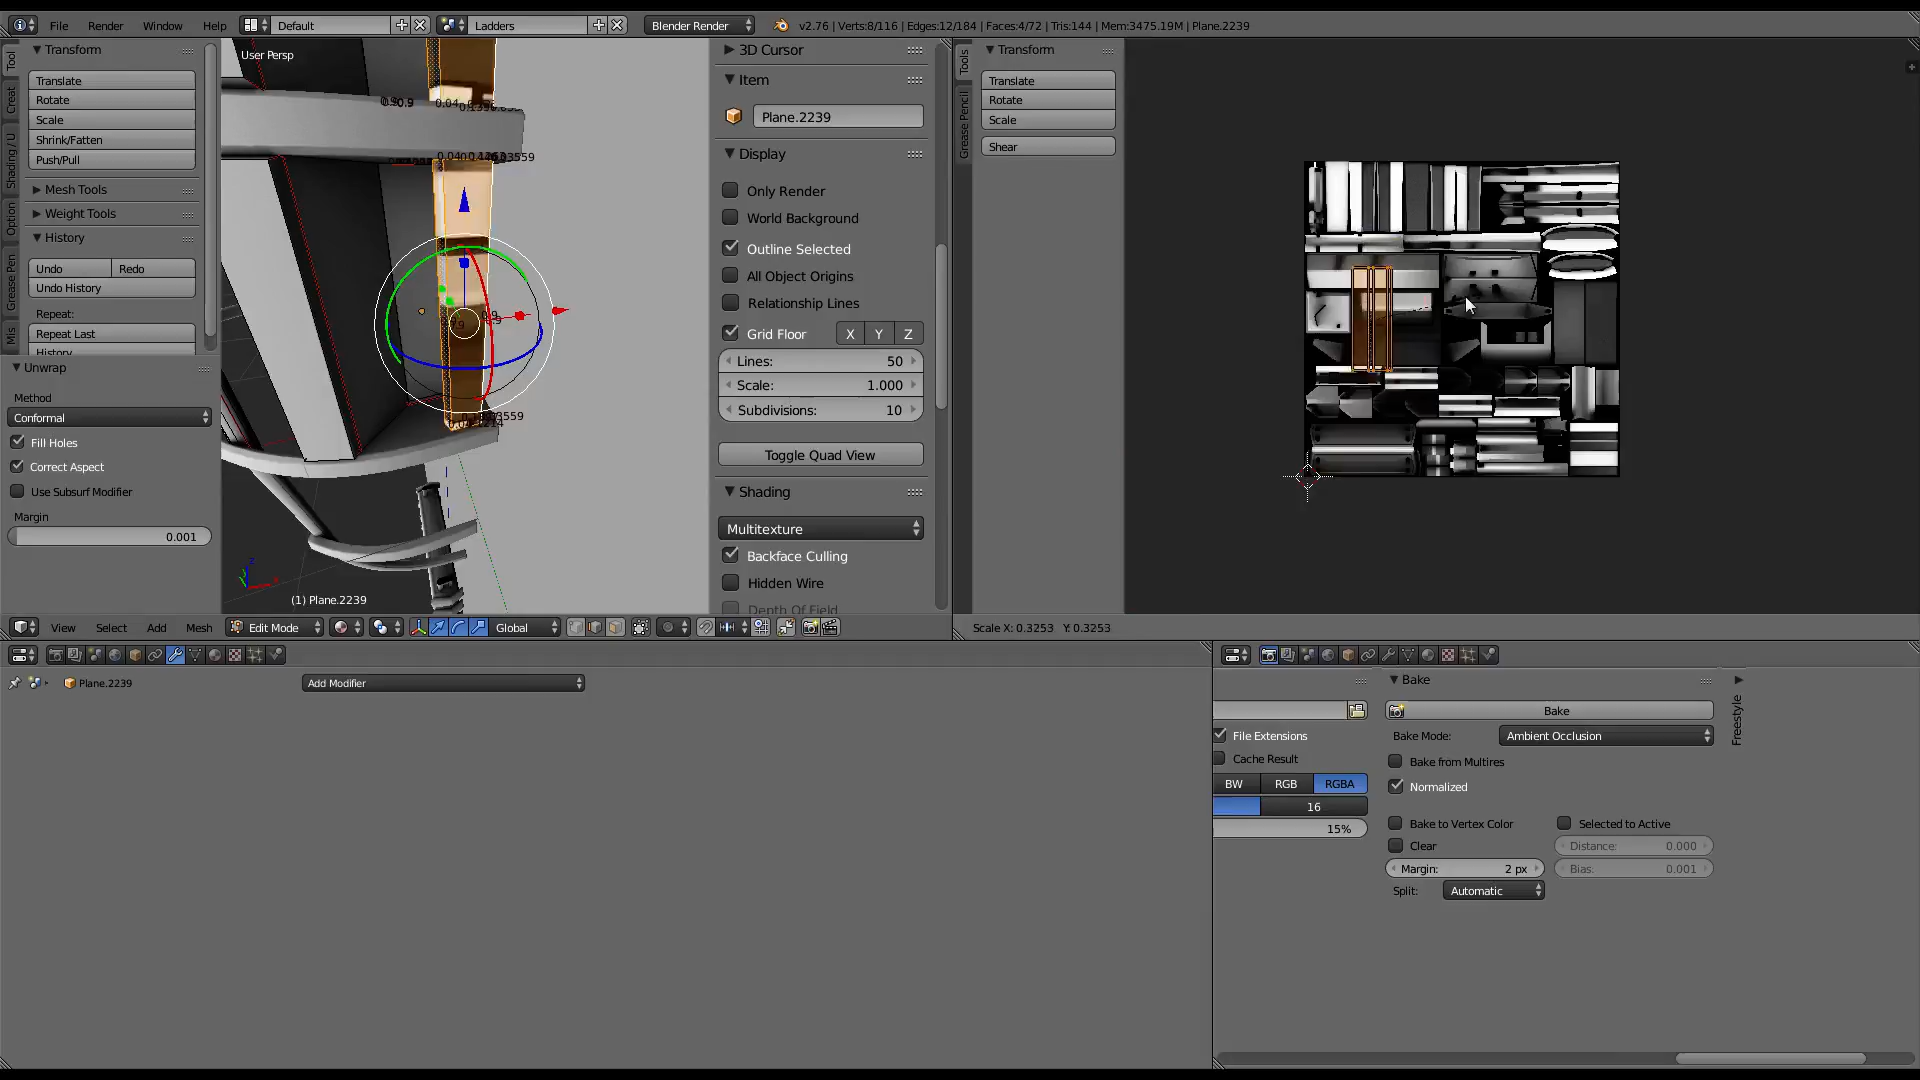 File Render Window Help Default Ladders Blender Render v2.76 | Verts:8/116 | Edges:12/184 | Faces:4/72 | Tris:144 | Mem:3475.19M | Plane.2239
Tool
Creat
Shading / U
Option
Grease Pen
Mis
Transform
Translate
Rotate
Scale
Shrink/Fatten
Push/Pull
Mesh Tools
Weight Tools
History
Undo Redo
Undo History
Repeat:
Repeat Last
History
Unwrap
Method
Conformal
Fill Holes
Correct Aspect
Use Subsurf Modifier
Margin
0.001
User Persp
(1) Plane.2239
3D Cursor
Item
Plane.2239
Display
Only Render
World Background
Outline Selected
All Object Origins
Relationship Lines
Grid Floor X Y Z
Lines: 50
Scale: 1.000
Subdivisions: 10
Toggle Quad View
Shading
Multitexture
Backface Culling
Hidden Wire
Depth Of Field
Tools
Grease Pencil
Transform
Translate
Rotate
Scale
Shear
View Select Add Mesh Edit Mode Global
Scale X: 0.3253 Y: 0.3253
Plane.2239
Add Modifier
File Extensions
Cache Result
BW RGB RGBA
16
15%
Bake
Bake
Bake Mode: Ambient Occlusion
Bake from Multires
Normalized
Bake to Vertex Color Selected to Active
Clear Distance: 0.000
Margin: 2 px Bias: 0.001
Split: Automatic
Freestyle